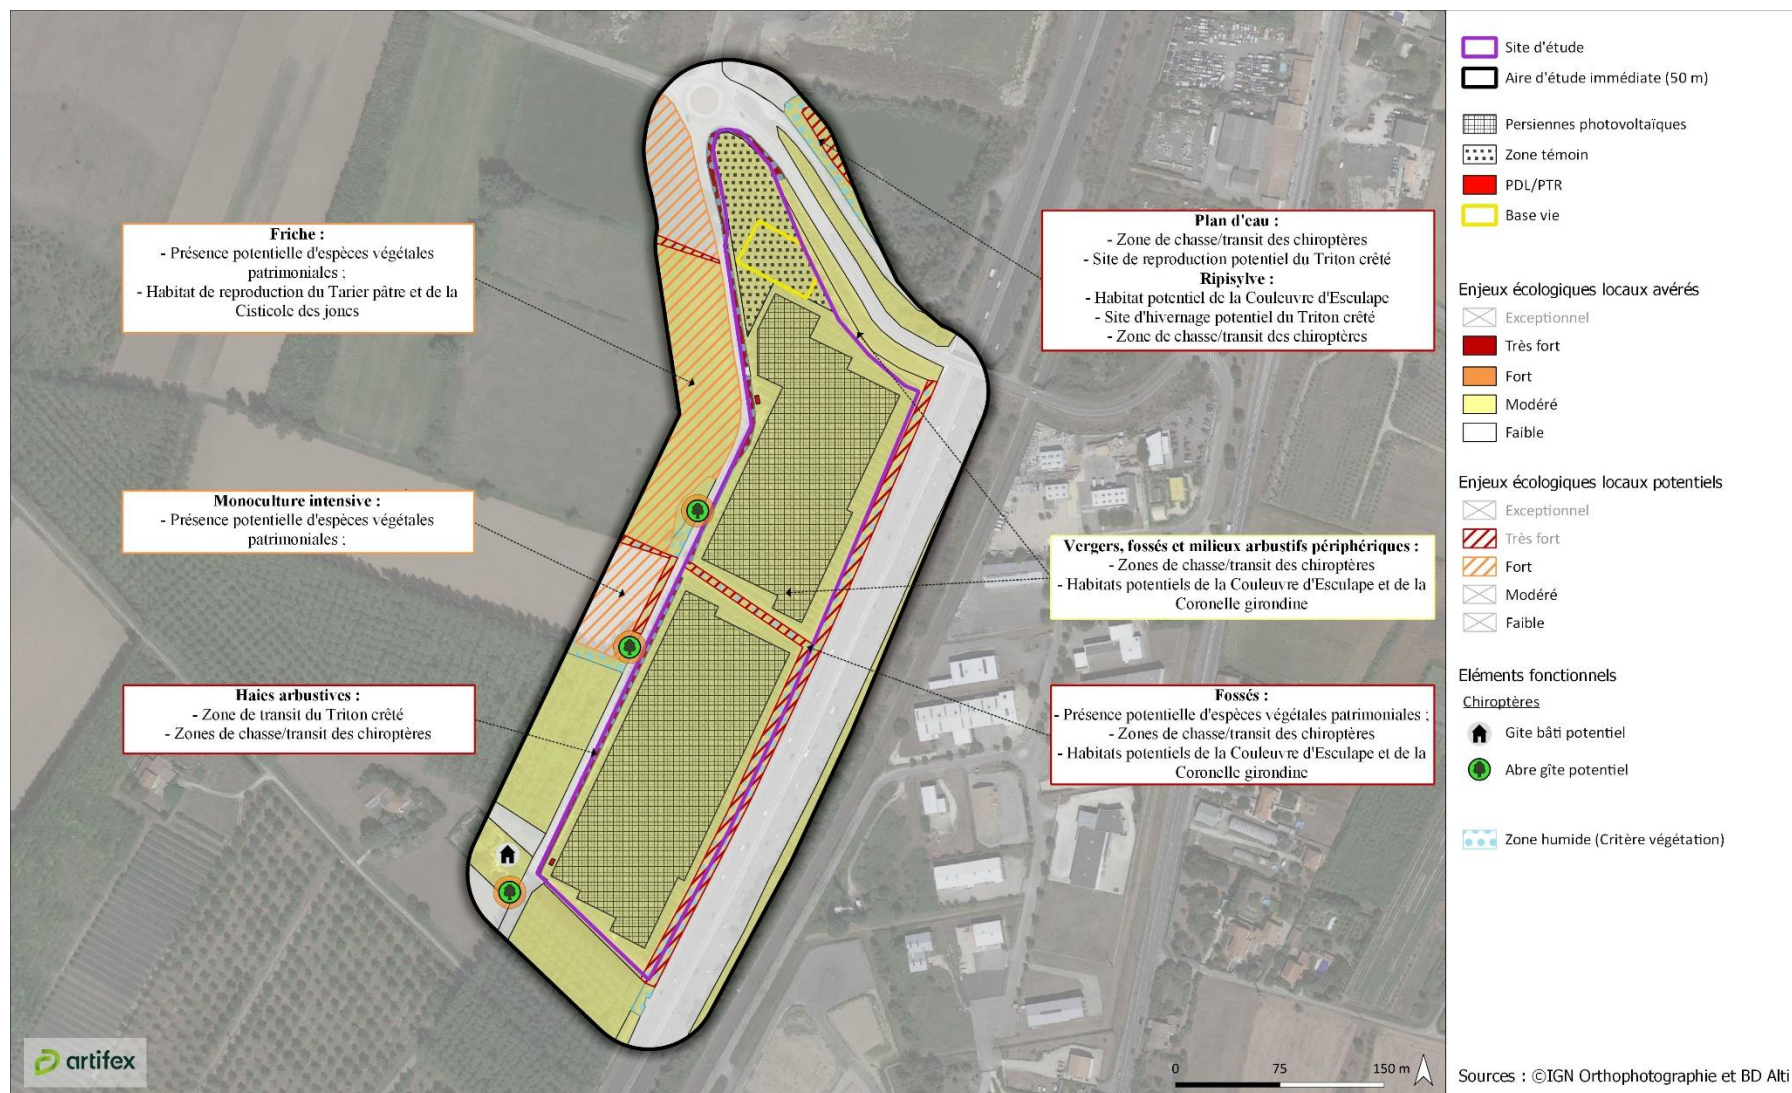 Friche :
- Présence potentielle d'espèces végétales
patrimoniales ;
- Habitat de reproduction du Tarier pâtre et de la
Cisticole des joncs
Monoculture intensive :
- Présence potentielle d'espèces végétales
patrimoniales ;
Haies arbustives :
- Zone de transit du Triton crêté
- Zones de chasse/transit des chiroptères
Plan d'eau :
- Zone de chasse/transit des chiroptères
- Site de reproduction potentiel du Triton crêté
Ripisylve :
- Habitat potentiel de la Couleuvre d'Esculape
- Site d'hivernage potentiel du Triton crêté
- Zone de chasse/transit des chiroptères
Vergers, fossés et milieux arbustifs périphériques :
- Zones de chasse/transit des chiroptères
- Habitats potentiels de la Couleuvre d'Esculape et de la
Coronelle girondine
Fossés :
- Présence potentielle d'espèces végétales patrimoniales ;
- Zones de chasse/transit des chiroptères
- Habitats potentiels de la Couleuvre d'Esculape et de la
Coronelle girondine
artifex
0 75 150 m
Site d'étude
Aire d'étude immédiate (50 m)
Persiennes photovoltaïques
Zone témoin
PDL/PTR
Base vie
Enjeux écologiques locaux avérés
Exceptionnel
Très fort
Fort
Modéré
Faible
Enjeux écologiques locaux potentiels
Exceptionnel
Très fort
Fort
Modéré
Faible
Eléments fonctionnels
Chiroptères
Gite bâti potentiel
Abre gîte potentiel
Zone humide (Critère végétation)
Sources : ©IGN Orthophotographie et BD Alti